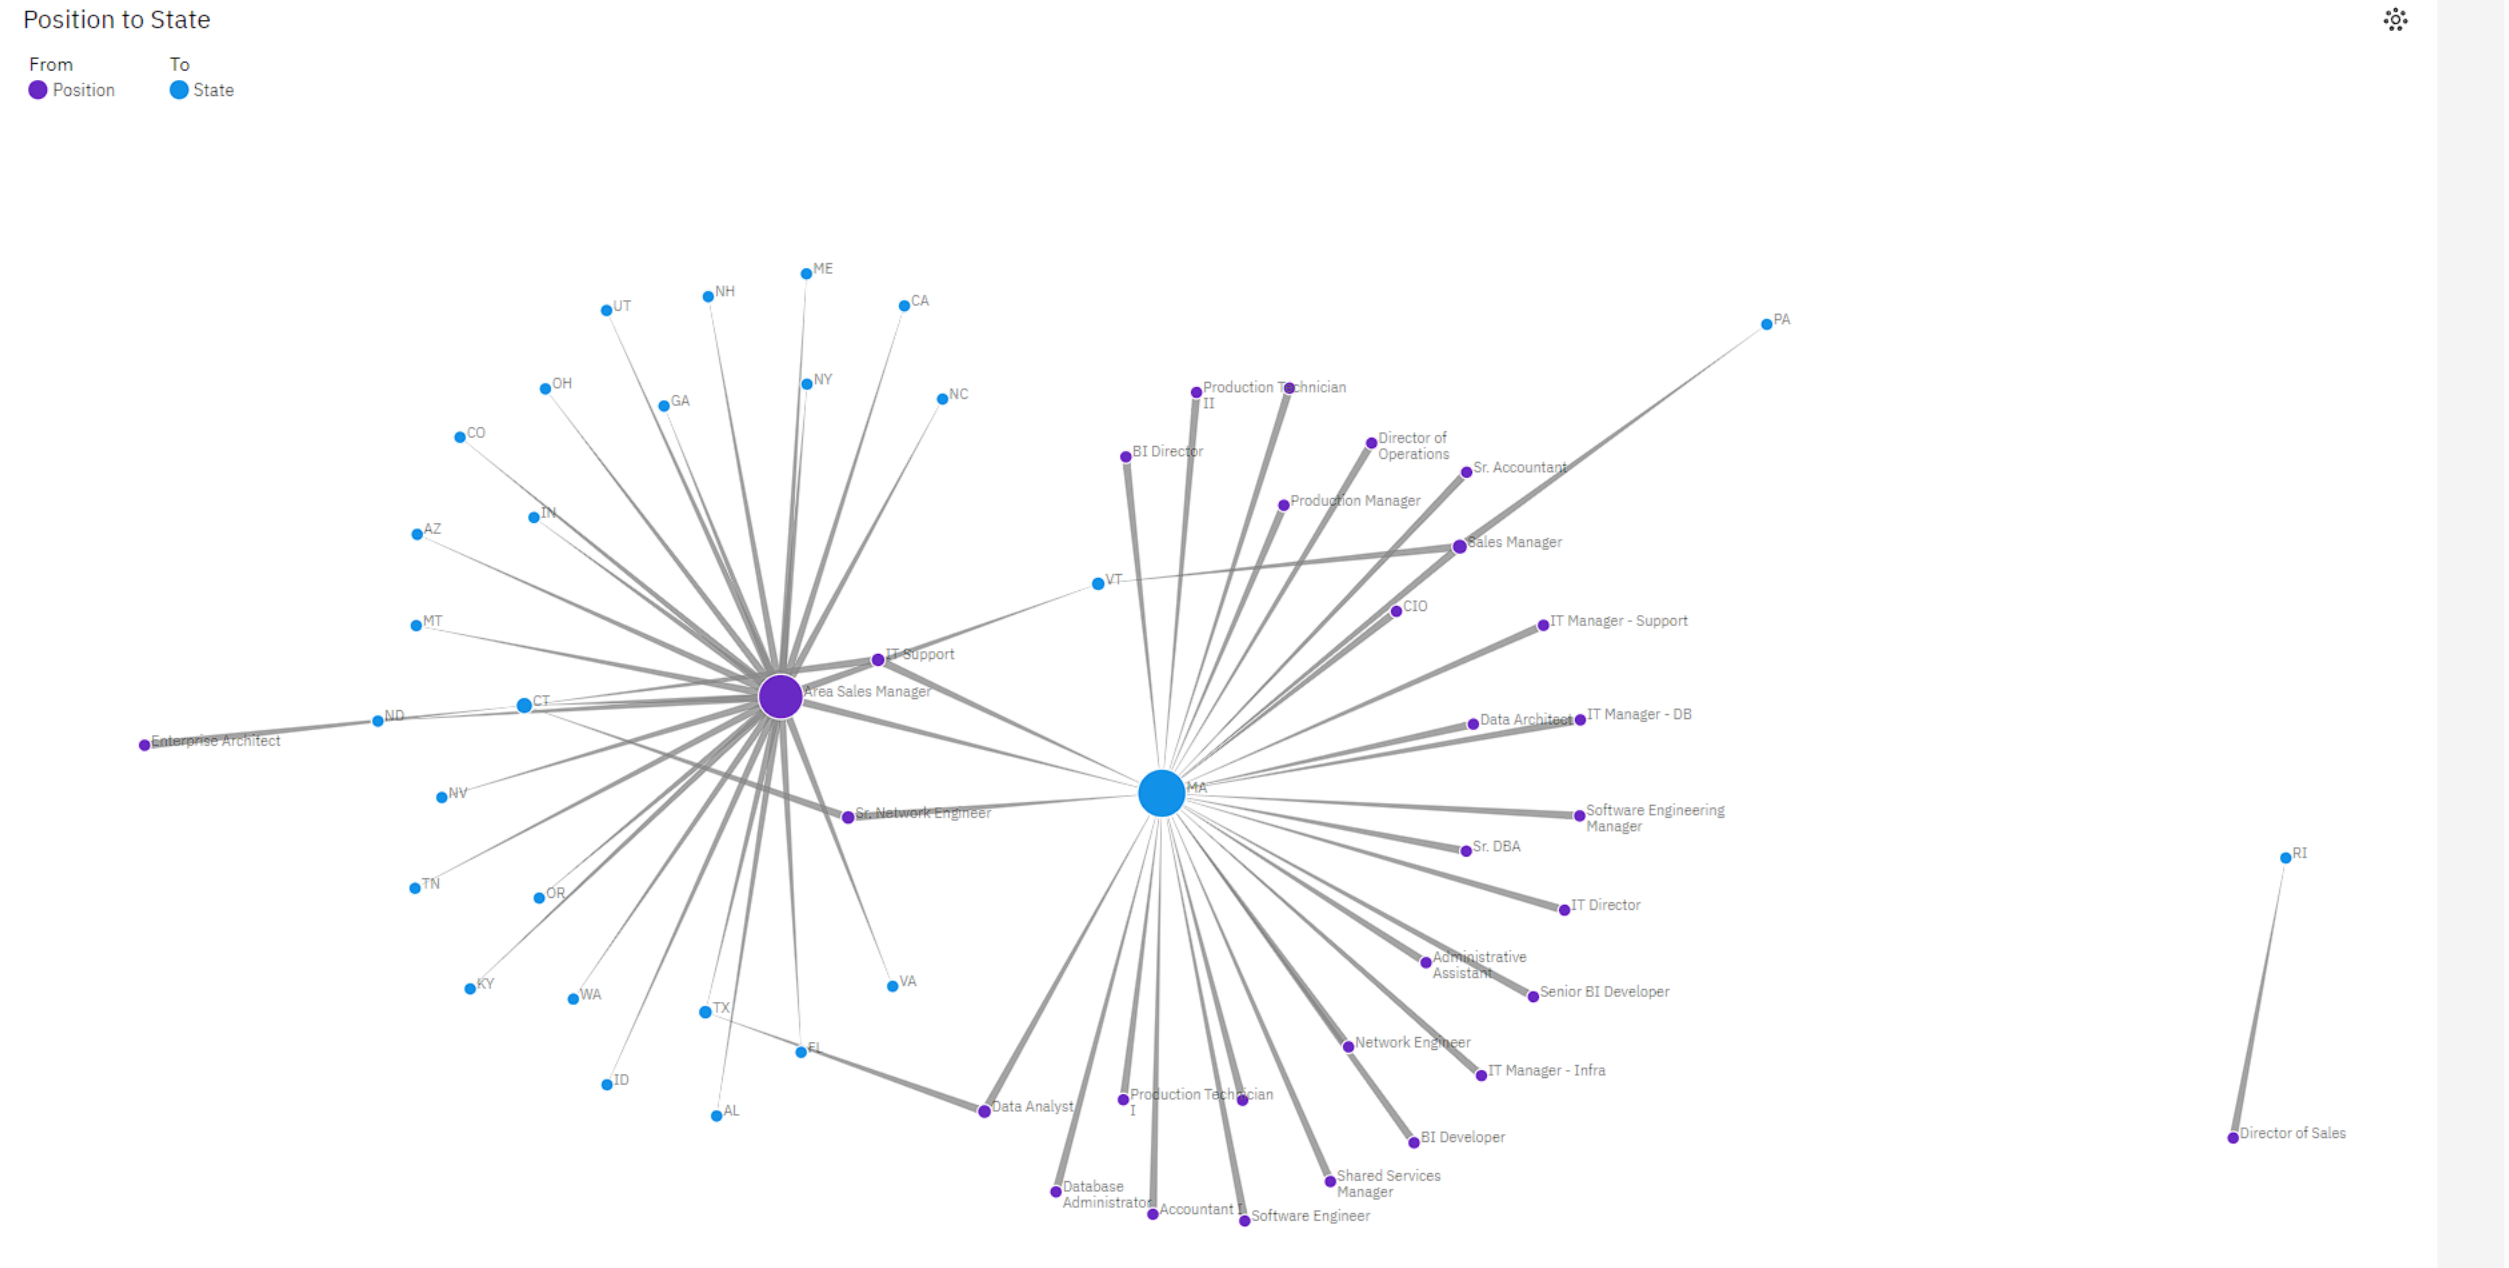 Position to State
From To
Position State
ME
NH
CA
UT
PA
NY
OH
Production Technician
II
NC
GA
CO
Director of
Operations
BI Director
Sr. Accountant
Production Manager
IN
AZ
Sales Manager
VT
CIO
MT
IT Manager - Support
IT Support
Area Sales Manager
CT
ND
Data Architect
IT Manager - DB
Enterprise Architect
MA
NV
Sr. Network Engineer
Software Engineering
Manager
Sr. DBA
RI
TN
OR
IT Director
Administrative
Assistant
VA
KY
WA
Senior BI Developer
TX
FL
Network Engineer
IT Manager - Infra
ID
Production Technician
I
Data Analyst
AL
Director of Sales
BI Developer
Shared Services
Manager
Database
Administrator
Accountant I
Software Engineer